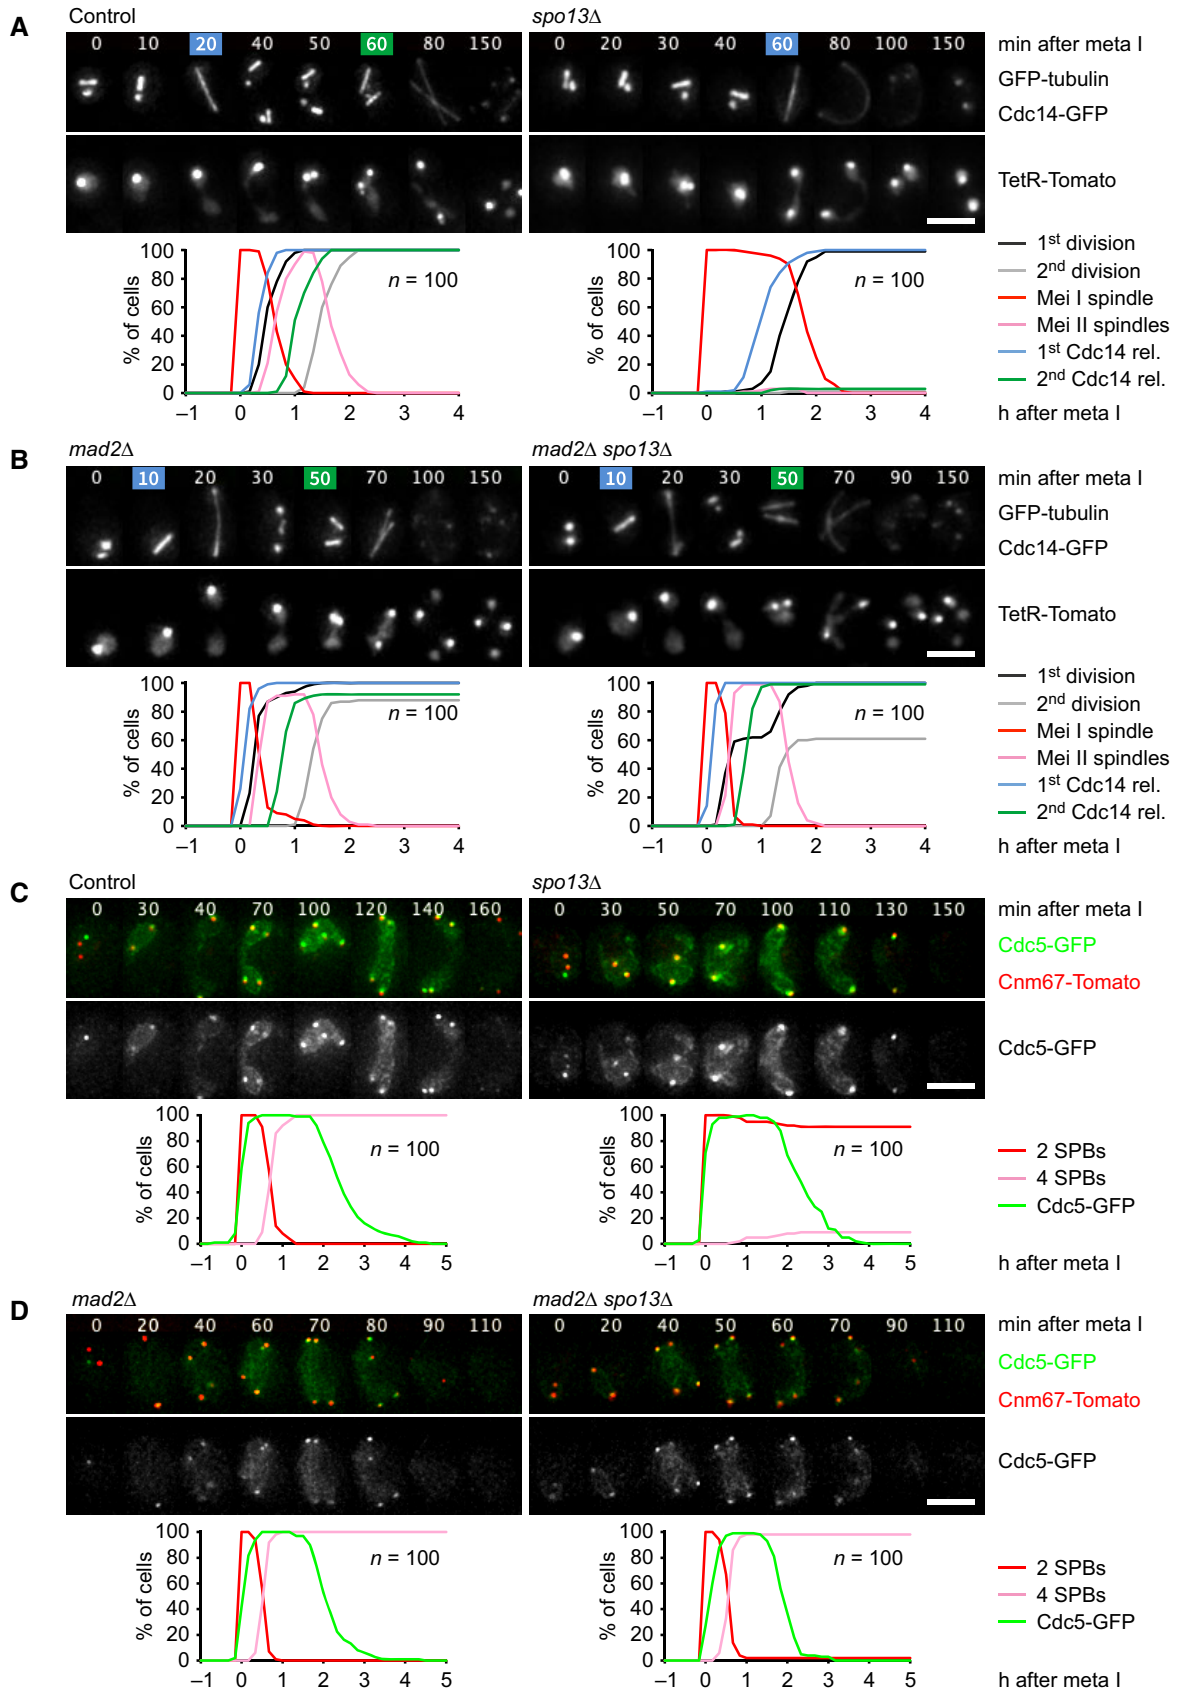 A
Control
spo13Δ
0 10 20 40 50 60 80 150
0 20 30 40 60 80 100 150
min after meta I
GFP-tubulin
Cdc14-GFP
TetR-Tomato
% of cells
100
80
60
40
20
0
n = 100
–1 0 1 2 3 4
% of cells
100
80
60
40
20
0
n = 100
–1 0 1 2 3 4
1st division
2nd division
Mei I spindle
Mei II spindles
1st Cdc14 rel.
2nd Cdc14 rel.
h after meta I
B
mad2Δ
mad2Δ spo13Δ
0 10 20 30 50 70 100 150
0 10 20 30 50 70 90 150
min after meta I
GFP-tubulin
Cdc14-GFP
TetR-Tomato
% of cells
100
80
60
40
20
0
n = 100
–1 0 1 2 3 4
% of cells
100
80
60
40
20
0
n = 100
–1 0 1 2 3 4
1st division
2nd division
Mei I spindle
Mei II spindles
1st Cdc14 rel.
2nd Cdc14 rel.
h after meta I
C
Control
spo13Δ
0 30 40 70 100 120 140 160
0 30 50 70 100 110 130 150
min after meta I
Cdc5-GFP
Cnm67-Tomato
Cdc5-GFP
% of cells
100
80
60
40
20
0
n = 100
–1 0 1 2 3 4 5
% of cells
100
80
60
40
20
0
n = 100
–1 0 1 2 3 4 5
2 SPBs
4 SPBs
Cdc5-GFP
h after meta I
D
mad2Δ
mad2Δ spo13Δ
0 20 40 60 70 80 90 110
0 20 40 50 60 70 90 110
min after meta I
Cdc5-GFP
Cnm67-Tomato
Cdc5-GFP
% of cells
100
80
60
40
20
0
n = 100
–1 0 1 2 3 4 5
% of cells
100
80
60
40
20
0
n = 100
–1 0 1 2 3 4 5
2 SPBs
4 SPBs
Cdc5-GFP
h after meta I